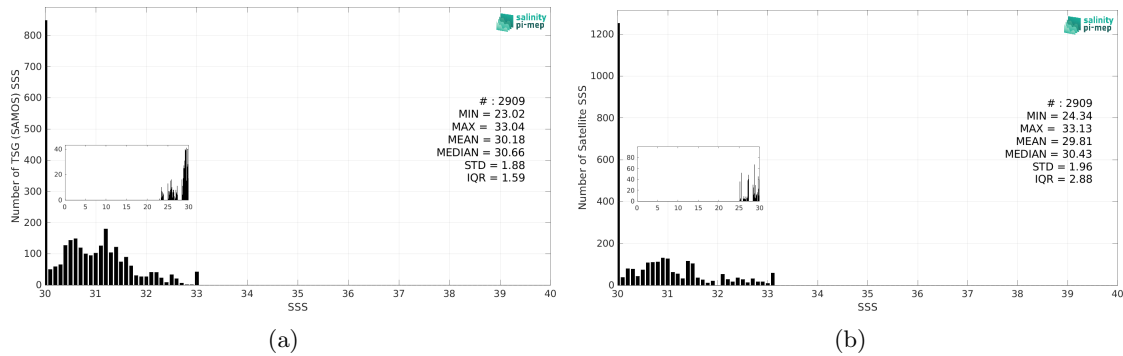 salinity
pi-mep
Number of TSG (SAMOS) SSS
800
700
600
500
400
300
200
100
0
# : 2909
MIN = 23.02
MAX = 33.04
MEAN = 30.18
MEDIAN = 30.66
STD = 1.88
IQR = 1.59
40
20
0
0 5 10 15 20 25 30
30 31 32 33 34 35 36 37 38 39 40
SSS
(a)
salinity
pi-mep
Number of Satellite SSS
1200
1000
800
600
400
200
0
# : 2909
MIN = 24.34
MAX = 33.13
MEAN = 29.81
MEDIAN = 30.43
STD = 1.96
IQR = 2.88
80
60
40
20
0
0 5 10 15 20 25 30
30 31 32 33 34 35 36 37 38 39 40
SSS
(b)